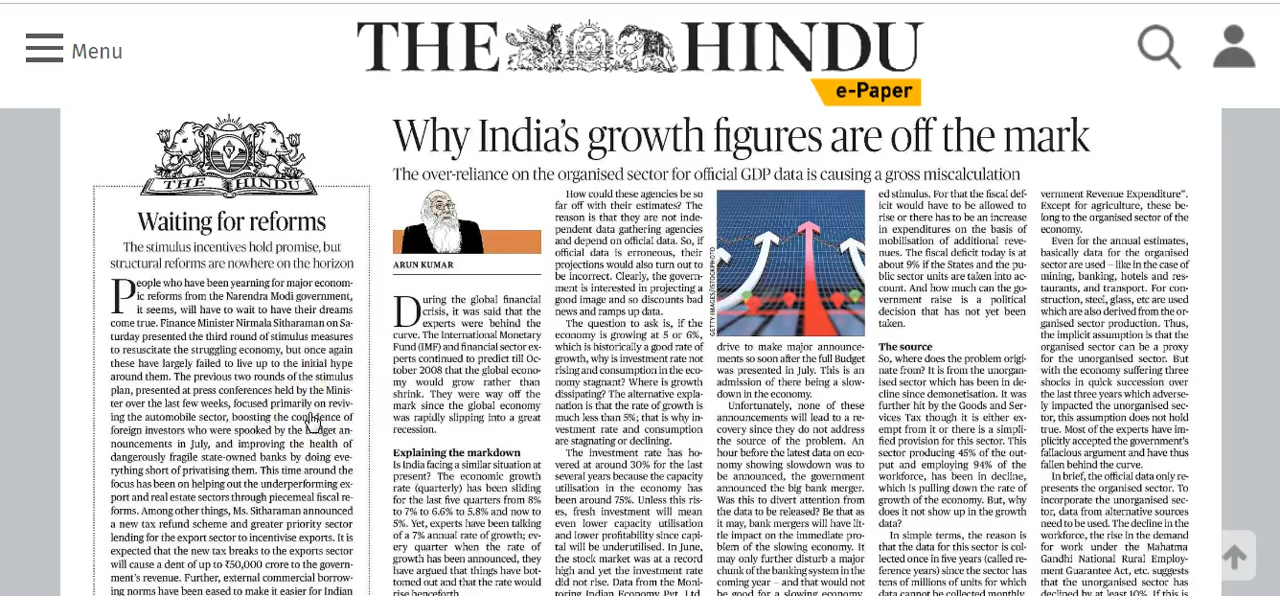 Menu
THE HINDU
e-Paper
THE HINDU
Waiting for reforms
The stimulus incentives hold promise, but
structural reforms are nowhere on the horizon
People who have been yearning for major econom-
ic reforms from the Narendra Modi government,
it seems, will have to wait to have their dreams
come true. Finance Minister Nirmala Sitharaman on Sa-
turday presented the third round of stimulus measures
to resuscitate the struggling economy, but once again
these have largely failed to live up to the initial hype
around them. The previous two rounds of the stimulus
plan, presented at press conferences held by the Minis-
ter over the last few weeks, focused primarily on reviv-
ing the automobile sector, boosting the confidence of
foreign investors who were spooked by the Budget an-
nouncements in July, and improving the health of
dangerously fragile state-owned banks by doing eve-
rything short of privatising them. This time around the
focus has been on helping out the underperforming ex-
port and real estate sectors through piecemeal fiscal re-
forms. Among other things, Ms. Sitharaman announced
a new tax refund scheme and greater priority sector
lending for the export sector to incentivise exports. It is
expected that the new tax breaks to the exports sector
will cause a dent of up to ₹50,000 crore to the govern-
ment's revenue. Further, external commercial borrow-
ing norms have been eased to make it easier for Indian
Why India's growth figures are off the mark
The over-reliance on the organised sector for official GDP data is causing a gross miscalculation
ARUN KUMAR
During the global financial
crisis, it was said that the
experts were behind the
curve. The International Monetary
Fund (IMF) and financial sector ex-
perts continued to predict till Oc-
tober 2008 that the global econo-
my would grow rather than
shrink. They were way off the
mark since the global economy
was rapidly slipping into a great
recession.
Explaining the markdown
Is India facing a similar situation at
present? The economic growth
rate (quarterly) has been sliding
for the last five quarters from 8%
to 7% to 6.6% to 5.8% and now to
5%. Yet, experts have been talking
of a 7% annual rate of growth; ev-
ery quarter when the rate of
growth has been announced, they
have argued that things have bot-
tomed out and that the rate would
rise henceforth.
How could these agencies be so
far off with their estimates? The
reason is that they are not inde-
pendent data gathering agencies
and depend on official data. So, if
official data is erroneous, their
projections would also turn out to
be incorrect. Clearly, the govern-
ment is interested in projecting a
good image and so discounts bad
news and ramps up data.
The question to ask is, if the
economy is growing at 5 or 6%,
which is historically a good rate of
growth, why is investment rate not
rising and consumption in the eco-
nomy stagnant? Where is growth
dissipating? The alternative expla-
nation is that the rate of growth is
much less than 5%; that is why in-
vestment rate and consumption
are stagnating or declining.
The investment rate has ho-
vered at around 30% for the last
several years because the capacity
utilisation in the economy has
been around 75%. Unless this ris-
es, fresh investment will mean
even lower capacity utilisation
and lower profitability since capi-
tal will be underutilised. In June,
the stock market was at a record
high and yet the investment rate
did not rise. Data from the Moni-
toring Indian Economy Pvt. Ltd.
GETTY IMAGES/ISTOCKPHOTO
drive to make major announce-
ments so soon after the full Budget
was presented in July. This is an
admission of there being a slow-
down in the economy.
Unfortunately, none of these
announcements will lead to a re-
covery since they do not address
the source of the problem. An
hour before the latest data on eco-
nomy showing slowdown was to
be announced, the government
announced the big bank merger.
Was this to divert attention from
the data to be released? Be that as
it may, bank mergers will have lit-
tle impact on the immediate pro-
blem of the slowing economy. It
may only further disturb a major
chunk of the banking system in the
coming year – and that would not
be good for a slowing economy.
ed stimulus. For that the fiscal def-
icit would have to be allowed to
rise or there has to be an increase
in expenditures on the basis of
mobilisation of additional reve-
nues. The fiscal deficit today is at
about 9% if the States and the pu-
blic sector units are taken into ac-
count. And how much can the go-
vernment raise is a political
decision that has not yet been
taken.
The source
So, where does the problem origi-
nate from? It is from the unorgan-
ised sector which has been in de-
cline since demonetisation. It was
further hit by the Goods and Ser-
vices Tax though it is either ex-
empt from it or there is a simpli-
fied provision for this sector. This
sector producing 45% of the out-
put and employing 94% of the
workforce, has been in decline,
which is pulling down the rate of
growth of the economy. But, why
does it not show up in the growth
data?
In simple terms, the reason is
that the data for this sector is col-
lected once in five years (called re-
ference years) since the sector has
tens of millions of units for which
data cannot be collected monthly,
vernment Revenue Expenditure".
Except for agriculture, these be-
long to the organised sector of the
economy.
Even for the annual estimates,
basically data for the organised
sector are used – like in the case of
mining, banking, hotels and res-
taurants, and transport. For con-
struction, steel, glass, etc are used
which are also derived from the or-
ganised sector production. Thus,
the implicit assumption is that the
organised sector can be a proxy
for the unorganised sector. But
with the economy suffering three
shocks in quick succession over
the last three years which adverse-
ly impacted the unorganised sec-
tor, this assumption does not hold
true. Most of the experts have im-
plicitly accepted the government's
fallacious argument and have thus
fallen behind the curve.
In brief, the official data only re-
presents the organised sector. To
incorporate the unorganised sec-
tor, data from alternative sources
need to be used. The decline in the
workforce, the rise in the demand
for work under the Mahatma
Gandhi National Rural Employ-
ment Guarantee Act, etc. suggests
that the unorganised sector has
declined by at least 10%. If this is